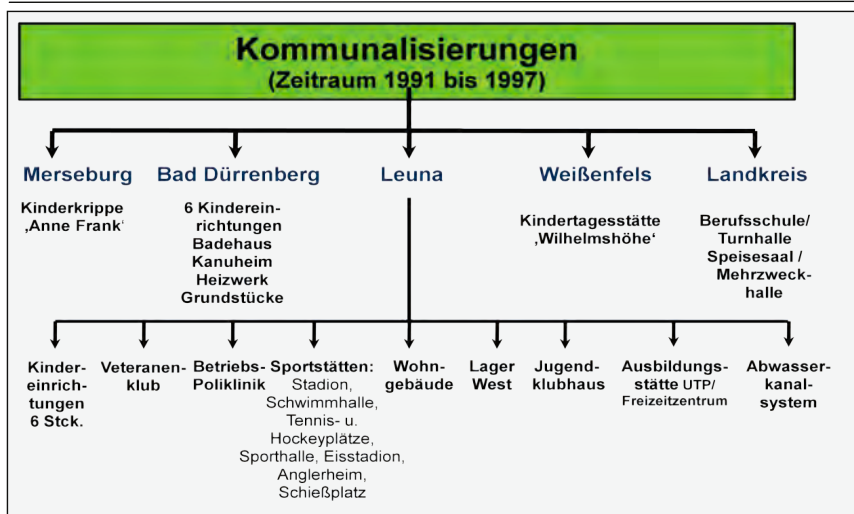 Kommunalisierungen
(Zeitraum 1991 bis 1997)
Merseburg
Kinderkrippe
‚Anne Frank‘
Bad Dürrenberg
6 Kinderein-
richtungen
Badehaus
Kanuheim
Heizwerk
Grundstücke
Leuna
Weißenfels
Kindertagesstätte
‚Wilhelmshöhe‘
Landkreis
Berufsschule/
Turnhalle
Speisesaal /
Mehrzweck-
halle
Kinder-
einrich-
tungen
6 Stck.
Veteranen-
klub
Betriebs-
Poliklinik
Sportstätten:
Stadion,
Schwimmhalle,
Tennis- u.
Hockeyplätze,
Sporthalle, Eisstadion,
Anglerheim,
Schießplatz
Wohn-
gebäude
Lager
West
Jugend-
klubhaus
Ausbildungs-
stätte UTP/
Freizeitzentrum
Abwasser-
kanal-
system